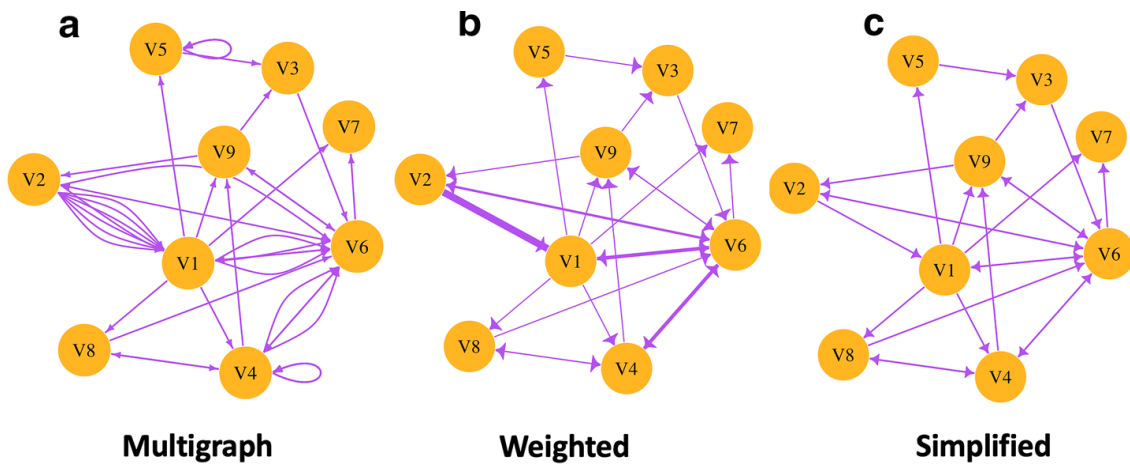 a
b
c
V5
V3
V7
V9
V2
V6
V1
V8
V4
V5
V3
V7
V9
V2
V6
V1
V8
V4
V5
V3
V7
V9
V2
V6
V1
V8
V4
Multigraph
Weighted
Simplified